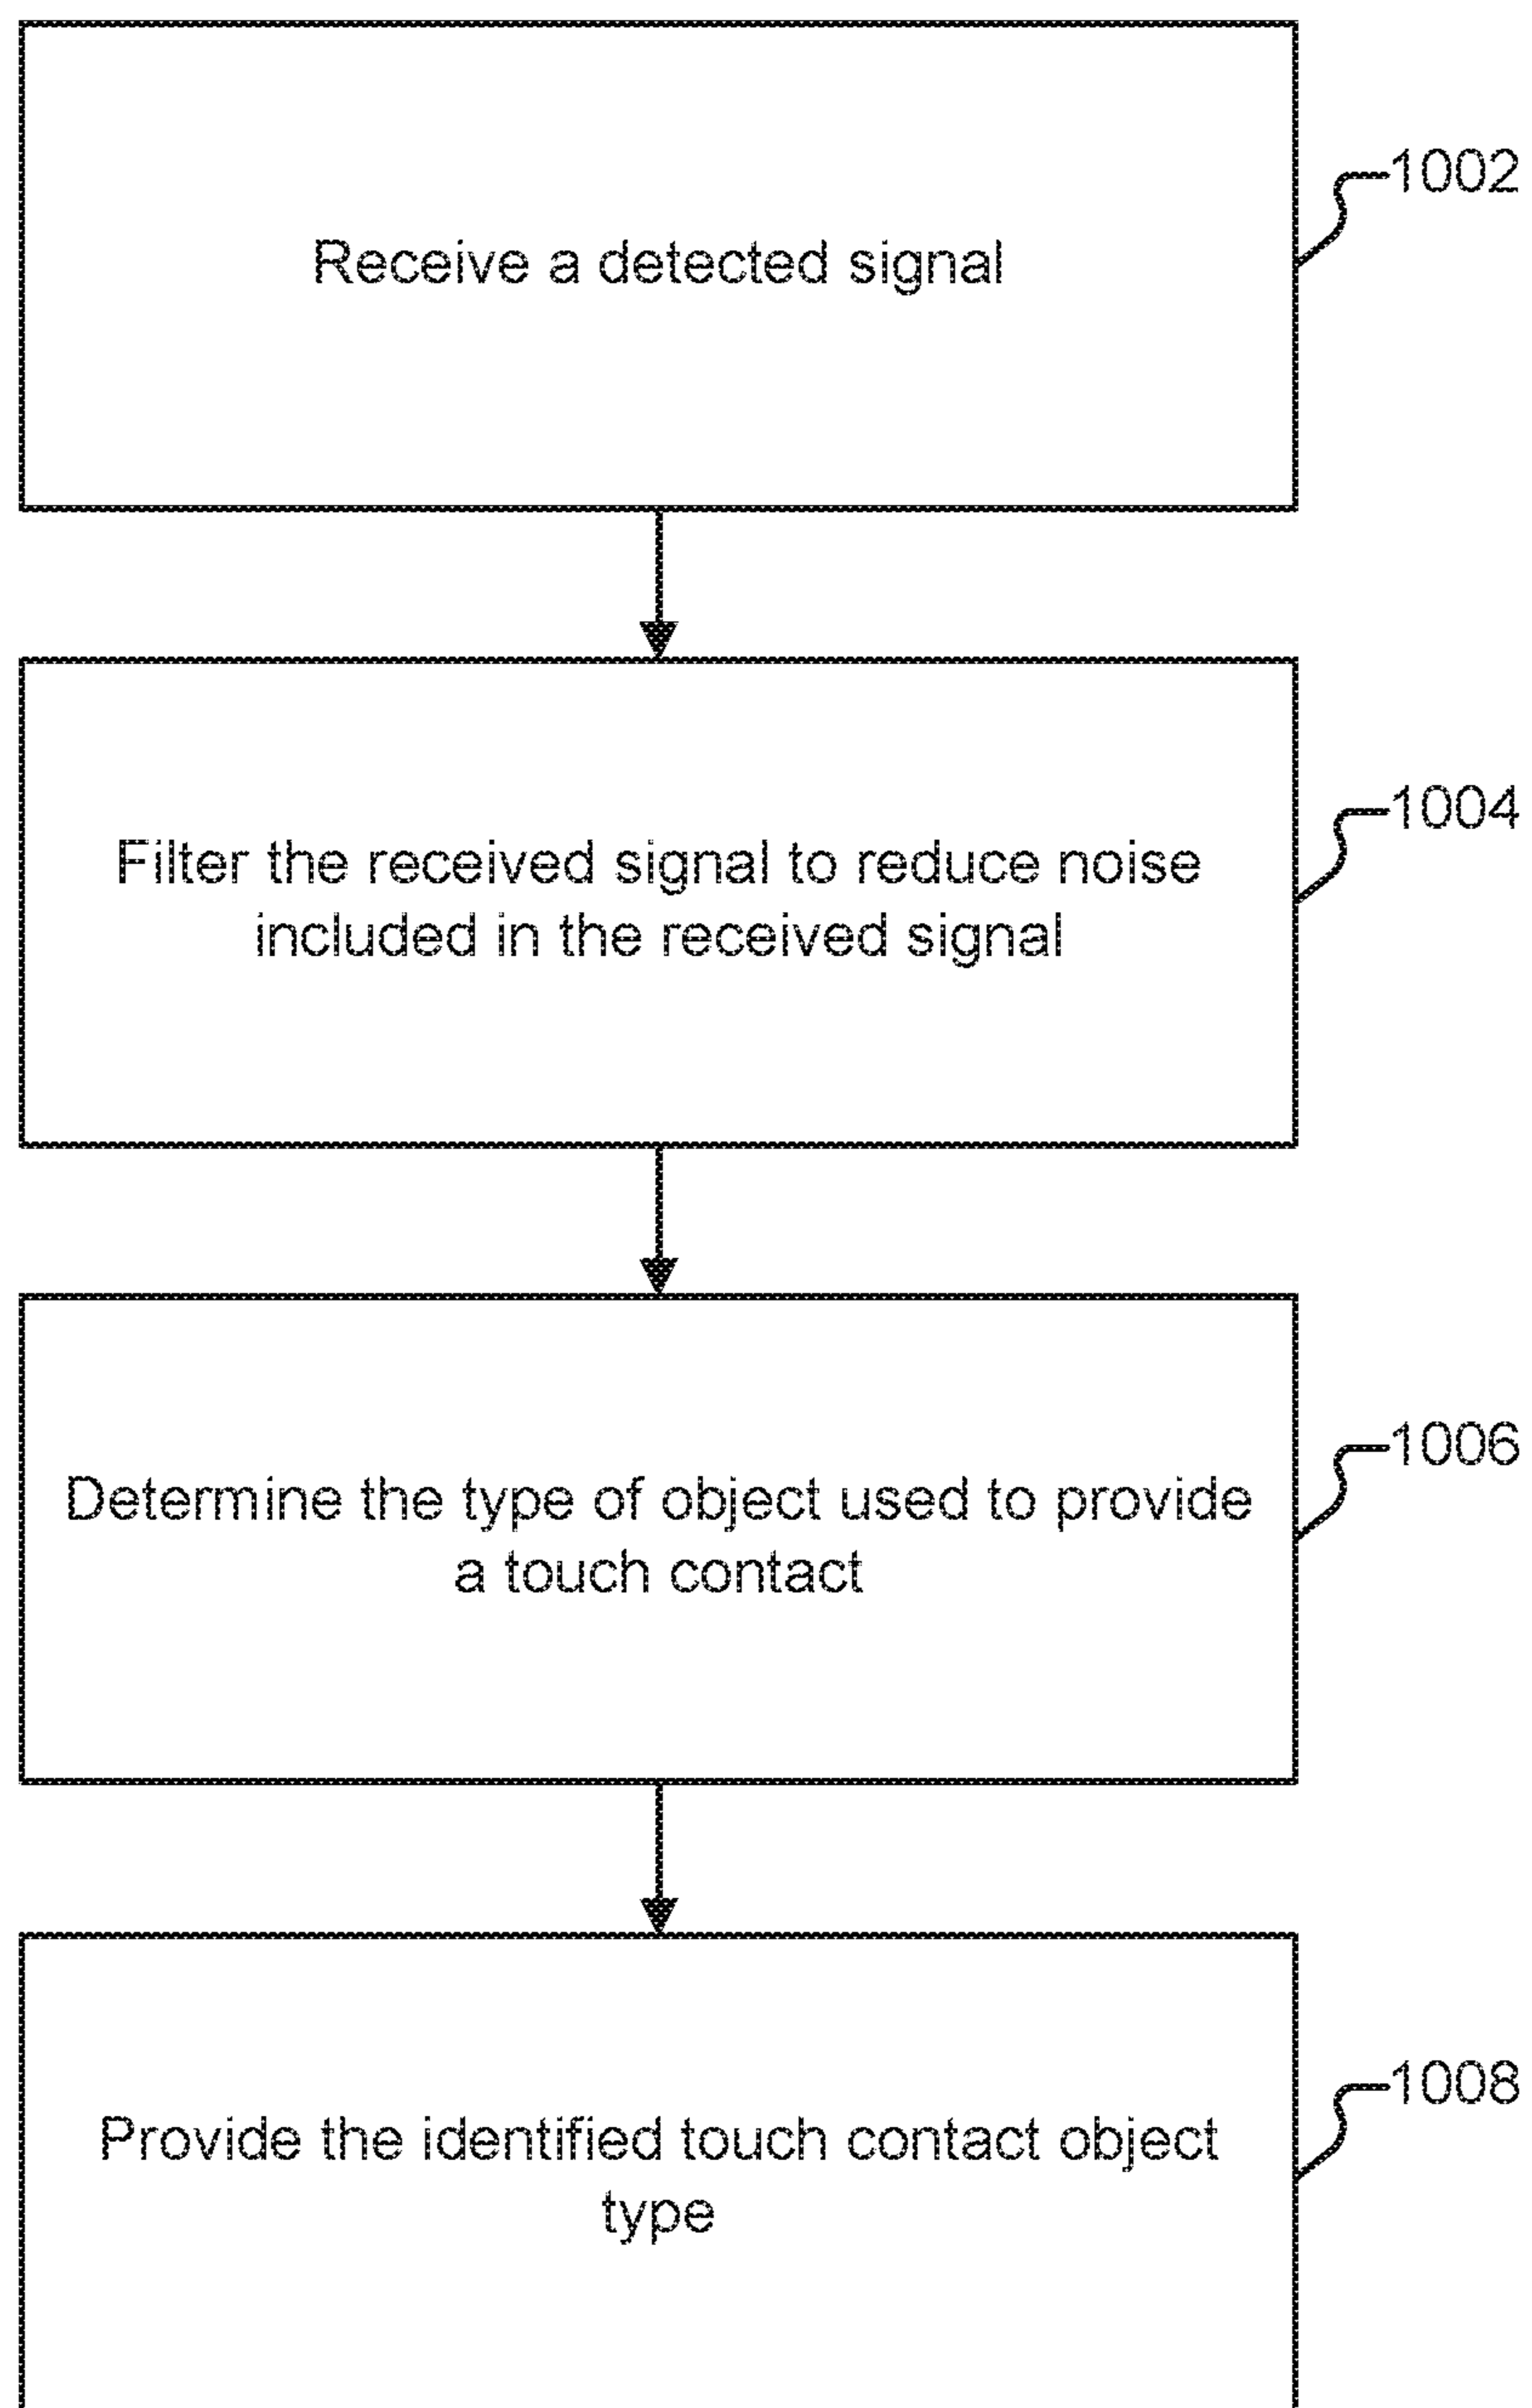 Receive a detected signal
1002
Filter the received signal to reduce noise
included in the received signal
1004
Determine the type of object used to provide
a touch contact
1006
Provide the identified touch contact object
type
1008